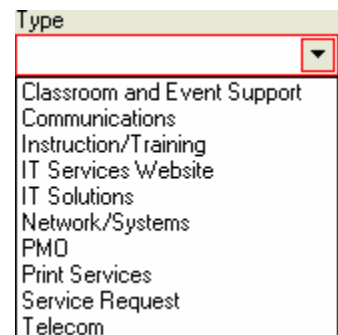 Type
Classroom and Event Support
Communications
Instruction/Training
IT Services Website
IT Solutions
Network/Systems
PMO
Print Services
Service Request
Telecom